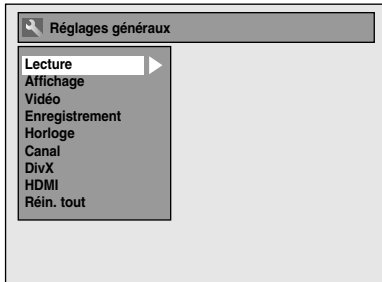 Réglages généraux
Lecture
Affichage
Vidéo
Enregistrement
Horloge
Canal
DivX
HDMI
Réin. tout